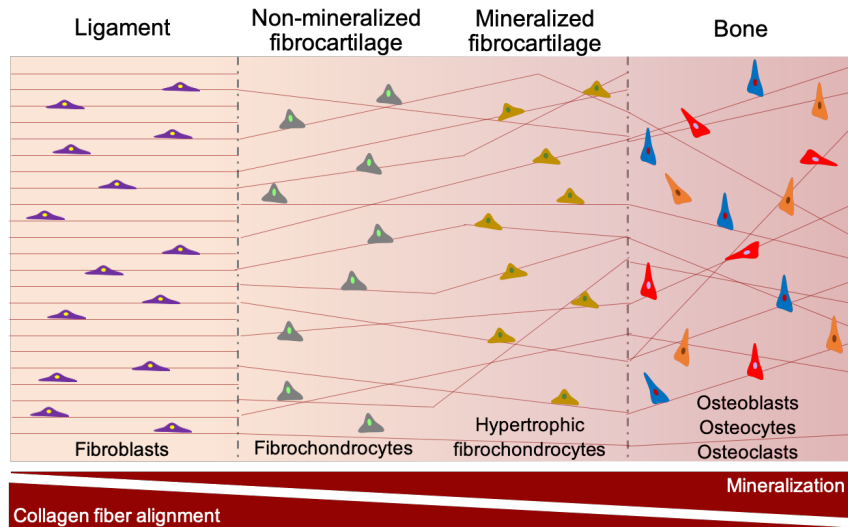 Ligament
Non-mineralized
fibrocartilage
Mineralized
fibrocartilage
Bone
Fibroblasts
Fibrochondrocytes
Hypertrophic
fibrochondrocytes
Osteoblasts
Osteocytes
Osteoclasts
Mineralization
Collagen fiber alignment